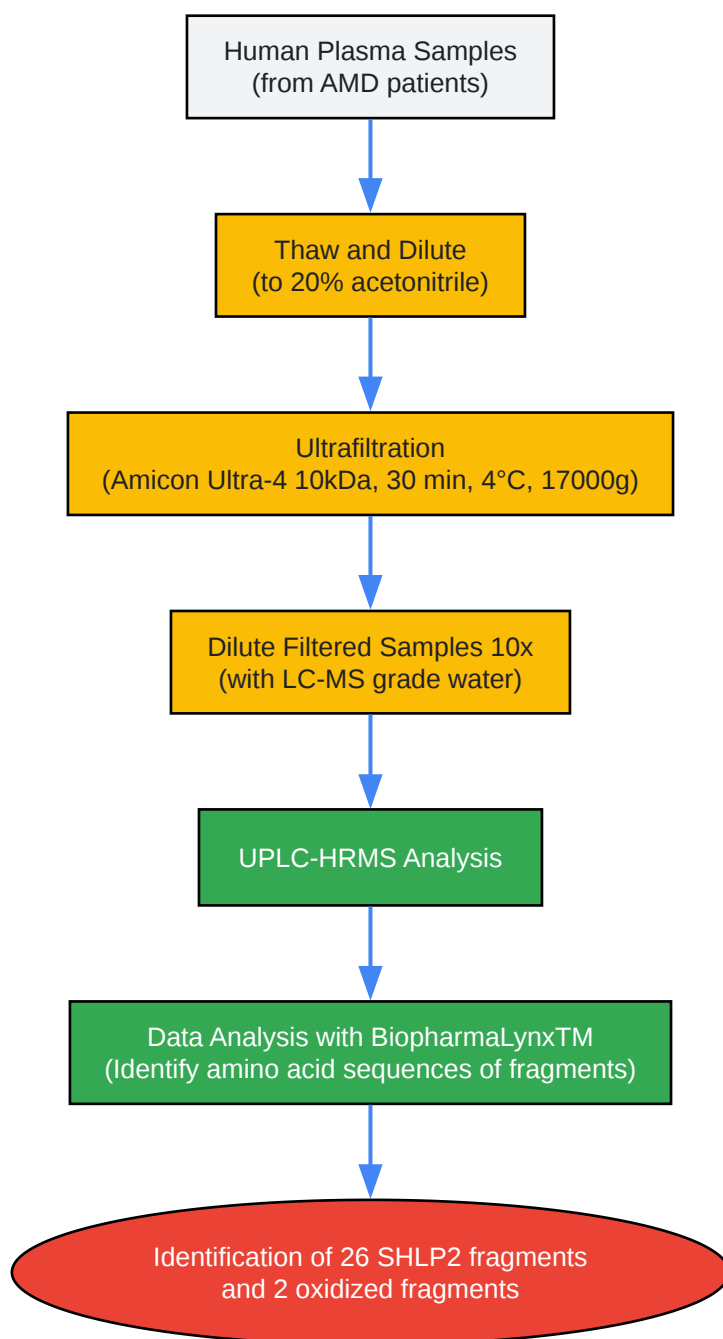 Human Plasma Samples
(from AMD patients)
Thaw and Dilute
(to 20% acetonitrile)
Ultrafiltration
(Amicon Ultra-4 10kDa, 30 min, 4°C, 17000g)
Dilute Filtered Samples 10x
(with LC-MS grade water)
UPLC-HRMS Analysis
Data Analysis with BiopharmaLynxTM
(Identify amino acid sequences of fragments)
Identification of 26 SHLP2 fragments
and 2 oxidized fragments